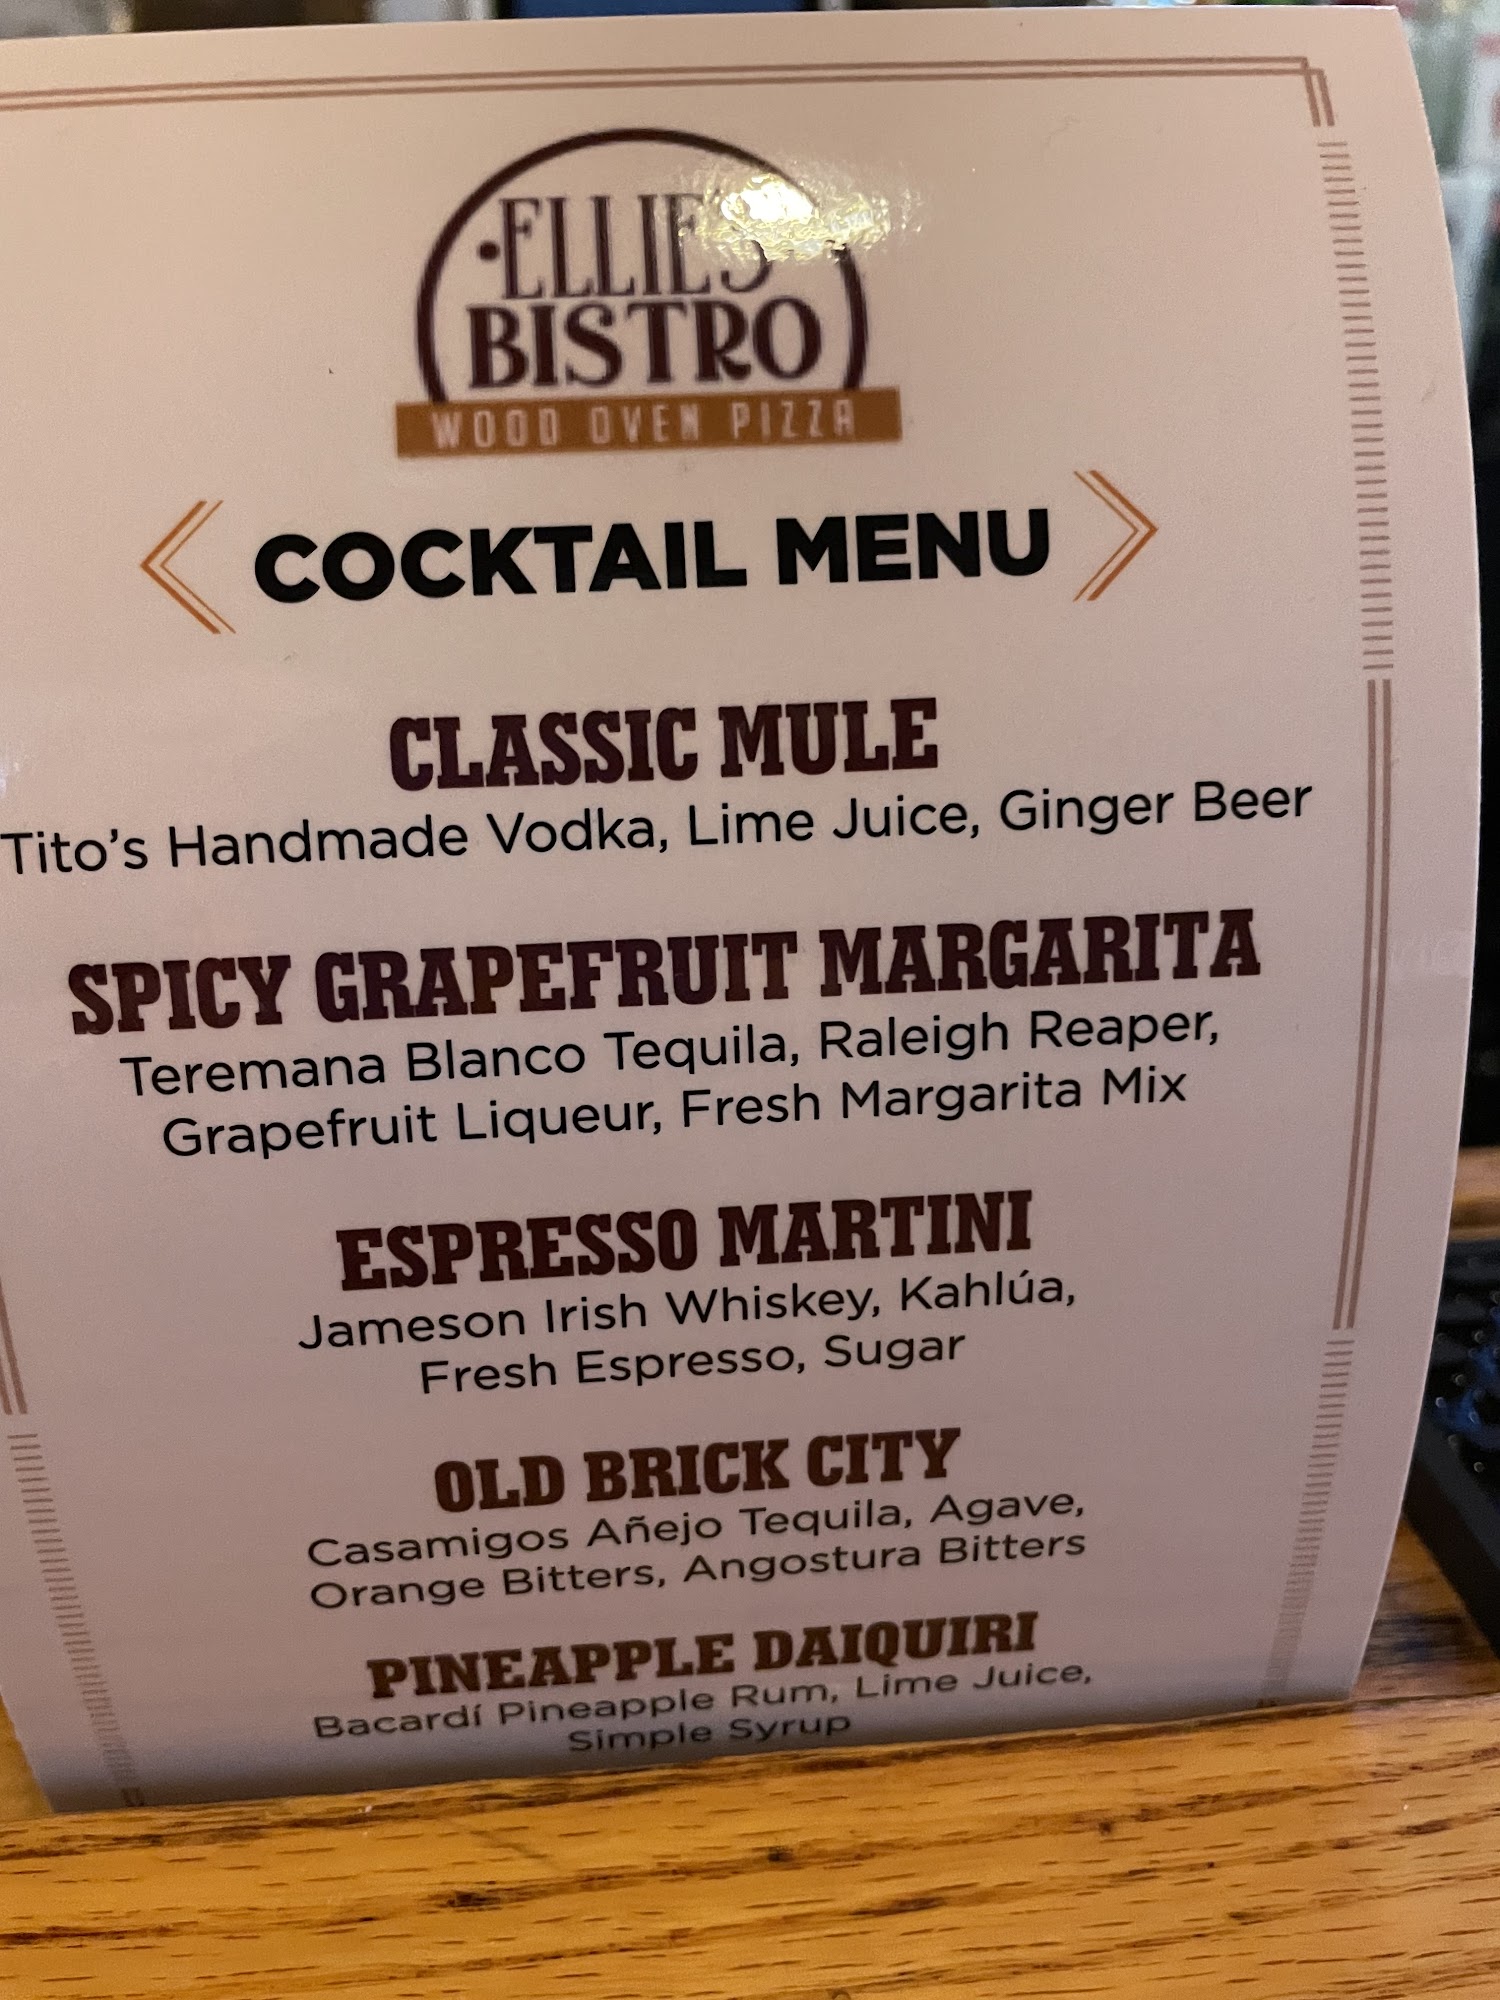 ·ELLIE'S
BISTRO
WOOD OVEN PIZZA
COCKTAIL MENU
CLASSIC MULE
Tito's Handmade Vodka, Lime Juice, Ginger Beer
SPICY GRAPEFRUIT MARGARITA
Teremana Blanco Tequila, Raleigh Reaper,
Grapefruit Liqueur, Fresh Margarita Mix
ESPRESSO MARTINI
Jameson Irish Whiskey, Kahlúa,
Fresh Espresso, Sugar
OLD BRICK CITY
Casamigos Añejo Tequila, Agave,
Orange Bitters, Angostura Bitters
PINEAPPLE DAIQUIRI
Bacardí Pineapple Rum, Lime Juice,
Simple Syrup